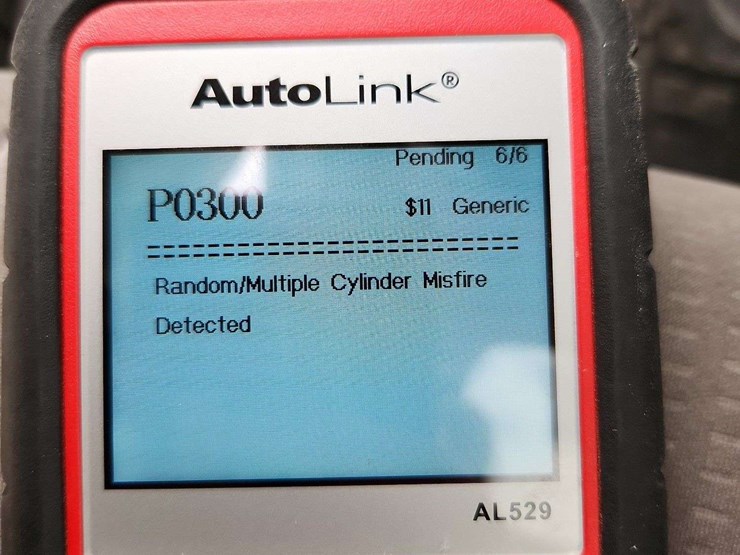 AutoLink®
Pending 6/6
P0300 $11 Generic
==============================
Random/Multiple Cylinder Misfire
Detected
AL529